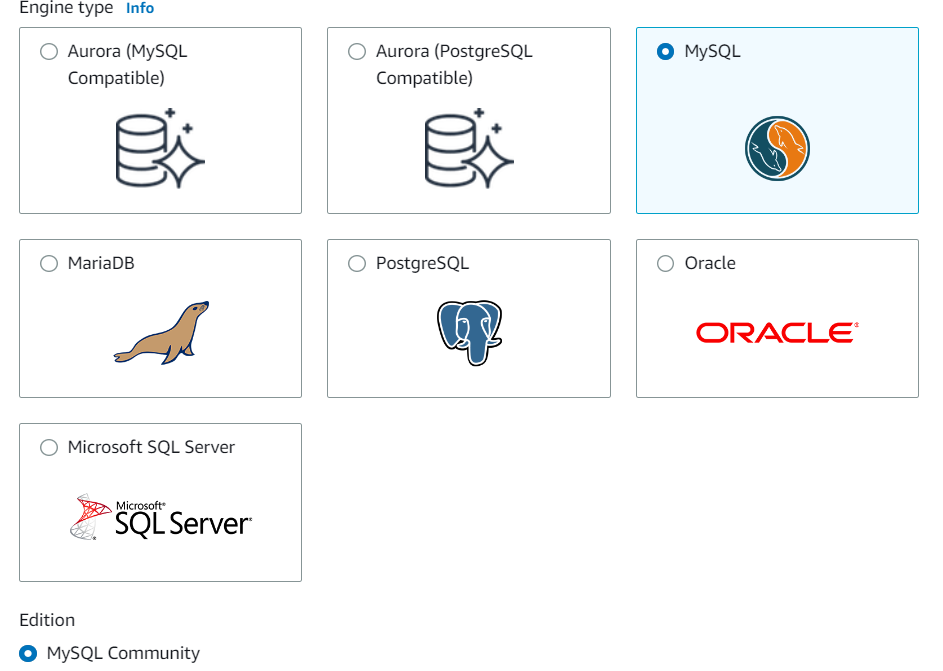 Engine type Info
Aurora (MySQL
Compatible)
Aurora (PostgreSQL
Compatible)
MySQL
MariaDB
PostgreSQL
Oracle
ORACLE®
Microsoft SQL Server
Microsoft®
SQL Server®
Edition
MySQL Community